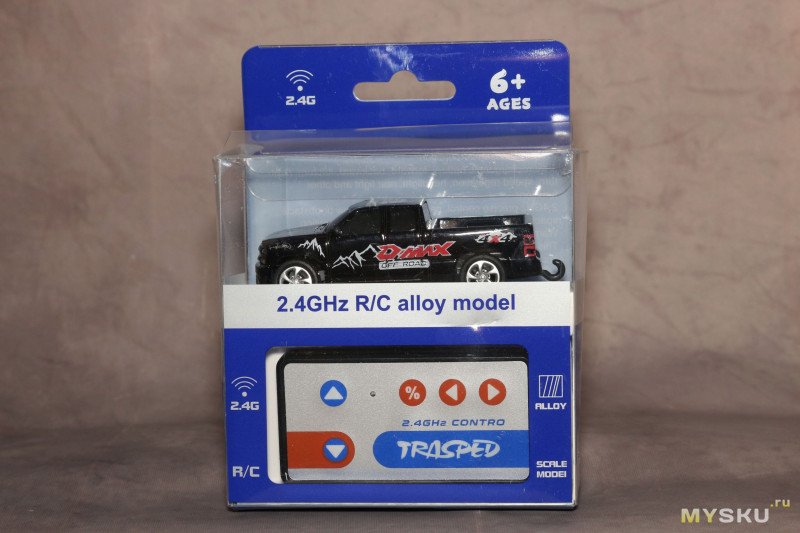 2.4G
6+
AGES
D-MAX
OFF ROAD
4X4
2.4GHz R/C alloy model
2.4G
%
ALLOY
2.4GHz CONTRO
TRASPED
R/C
SCALE
MODEl
MYSKU.ru